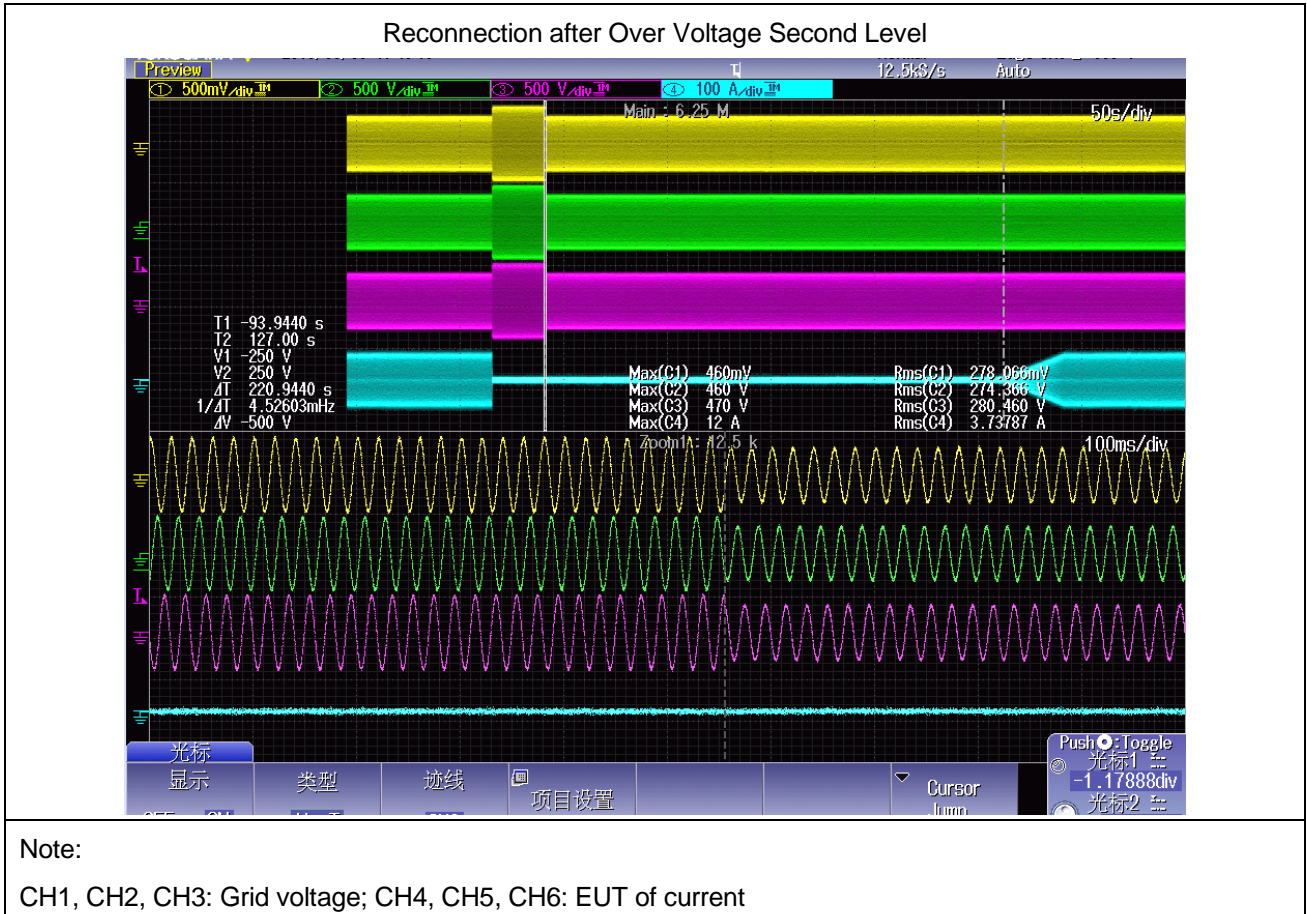 Reconnection after Over Voltage Second Level
Preview
12.5kS/s Auto
① 500mV/div ② 500 V/div ③ 500 V/div ④ 100 A/div
Main : 6.25 M
50s/div
T1 -93.9440 s
T2 127.00 s
V1 -250 V
V2 250 V
ΔT 220.9440 s
1/ΔT 4.52603mHz
ΔV -500 V
Max(C1) 460mV
Max(C2) 460 V
Max(C3) 470 V
Max(C4) 12 A
Rms(C1) 278.066mV
Rms(C2) 274.366 V
Rms(C3) 280.460 V
Rms(C4) 3.73787 A
Zoom1 : 12.5 k
100ms/div
光标
显示
类型
迹线
项目设置
Cursor
Jump
Push :Toggle
光标1
-1.17888div
光标2
Note:
CH1, CH2, CH3: Grid voltage; CH4, CH5, CH6: EUT of current